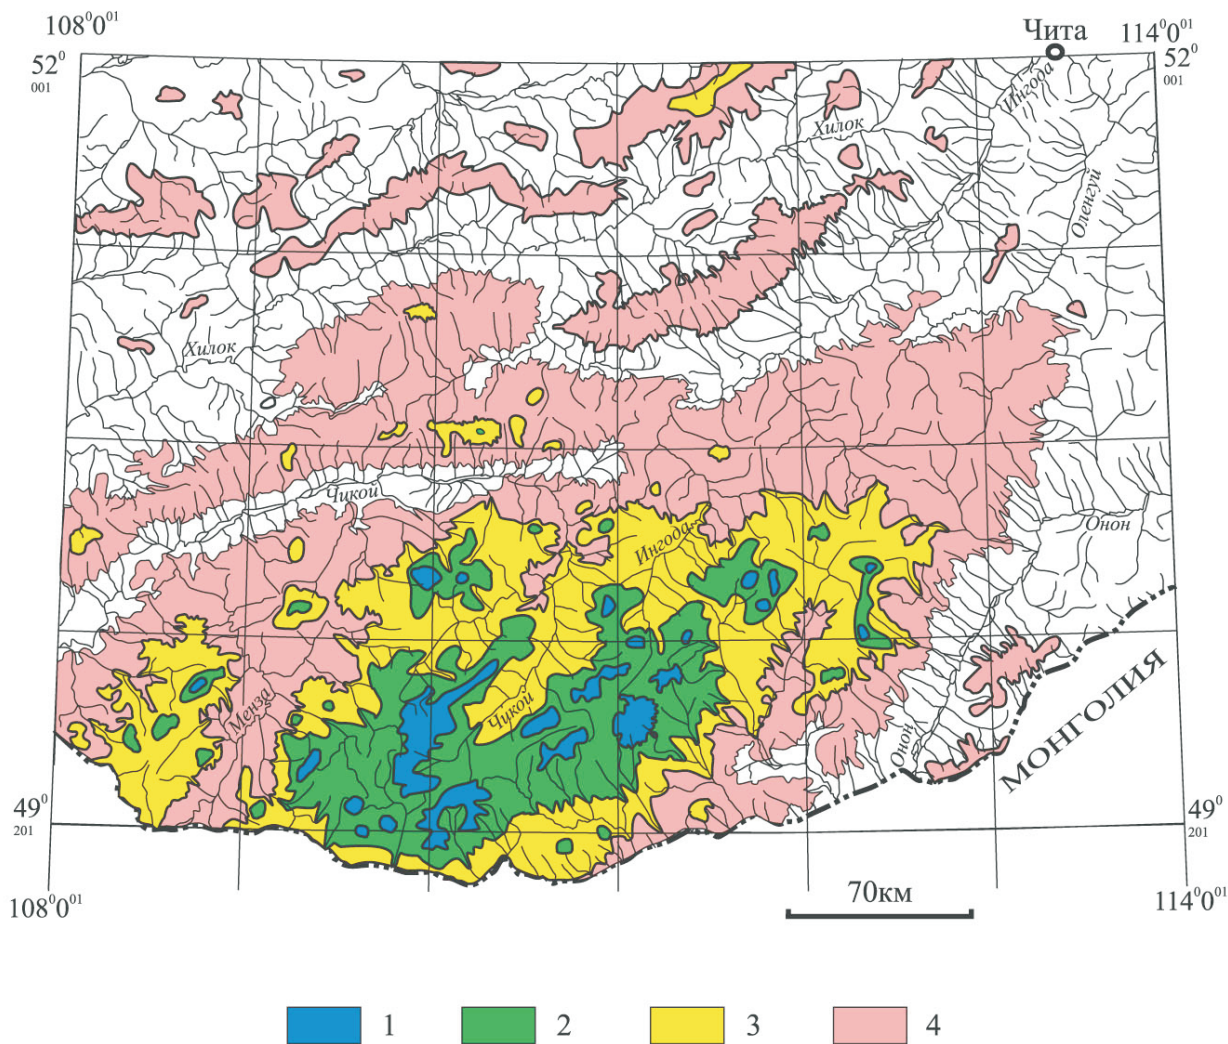 108⁰0⁰¹
Чита
114⁰0⁰¹
52⁰
001
52⁰
001
Ингода
Хилок
Оленгуй
Хилок
Чикой
Онон
Ингода
Менза
Чикой
Онон
МОНГОЛИЯ
49⁰
201
49⁰
201
108⁰0⁰¹
70км
114⁰0⁰¹
1
2
3
4